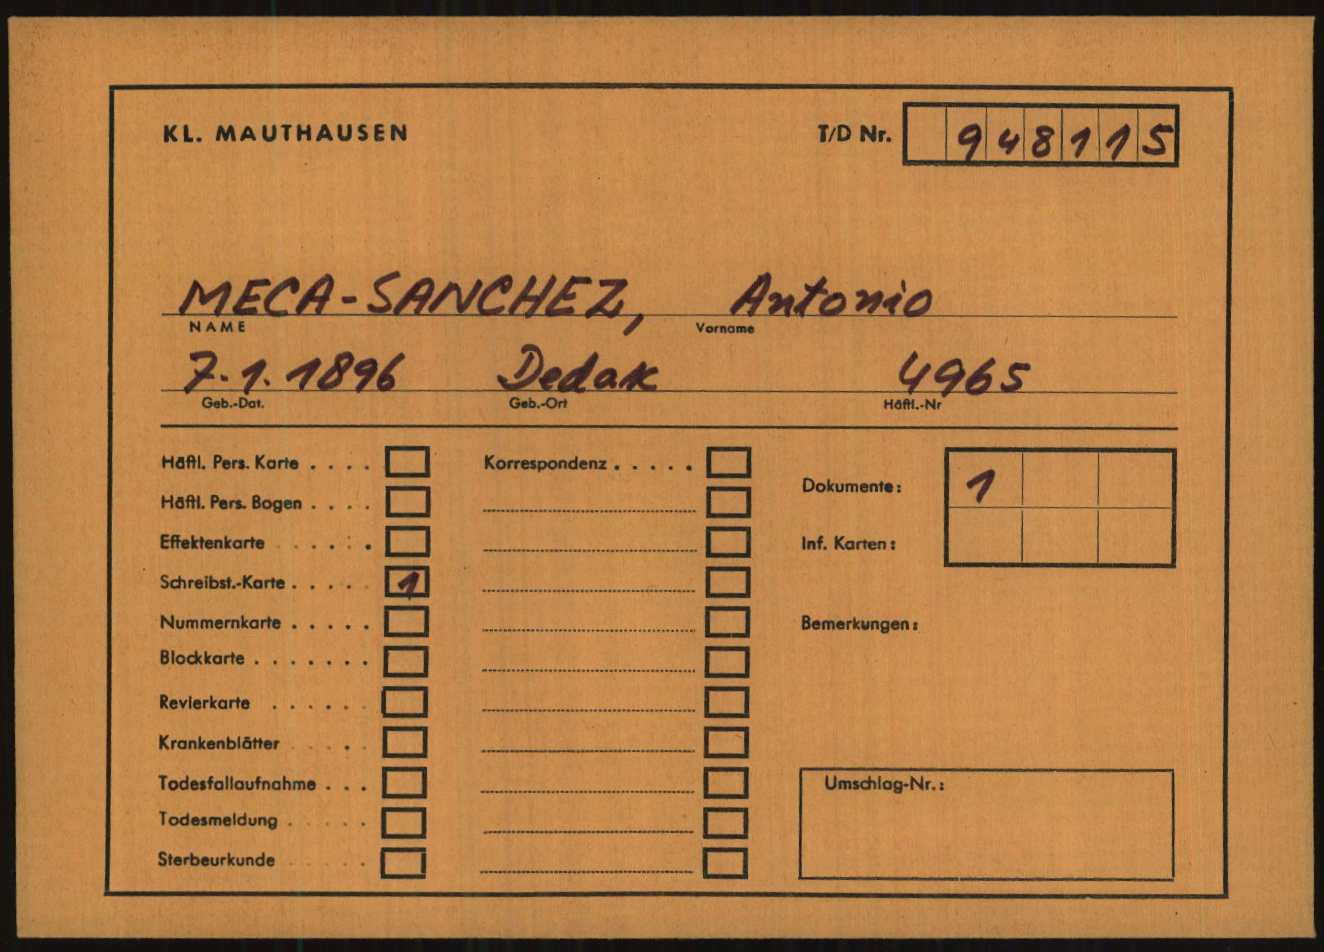 KL. MAUTHAUSEN T/D Nr. 948115
MECA-SANCHEZ, Antonio
NAME Vorname
7.1.1896 Dedak 4965
Geb.-Dat. Geb.-Ort Häftl.-Nr
Häftl. Pers. Karte . . . . Korrespondenz . . . . .
Dokumente: 1
Häftl. Pers. Bogen . . . .
Effektenkarte . . . . . . Inf. Karten:
Schreibst.-Karte . . . . . 1
Nummernkarte . . . . . Bemerkungen:
Blockkarte . . . . . . .
Revierkarte . . . . . .
Krankenblätter . . . . .
Todesfallaufnahme . . . Umschlag-Nr.:
Todesmeldung . . . . .
Sterbeurkunde . . . . .